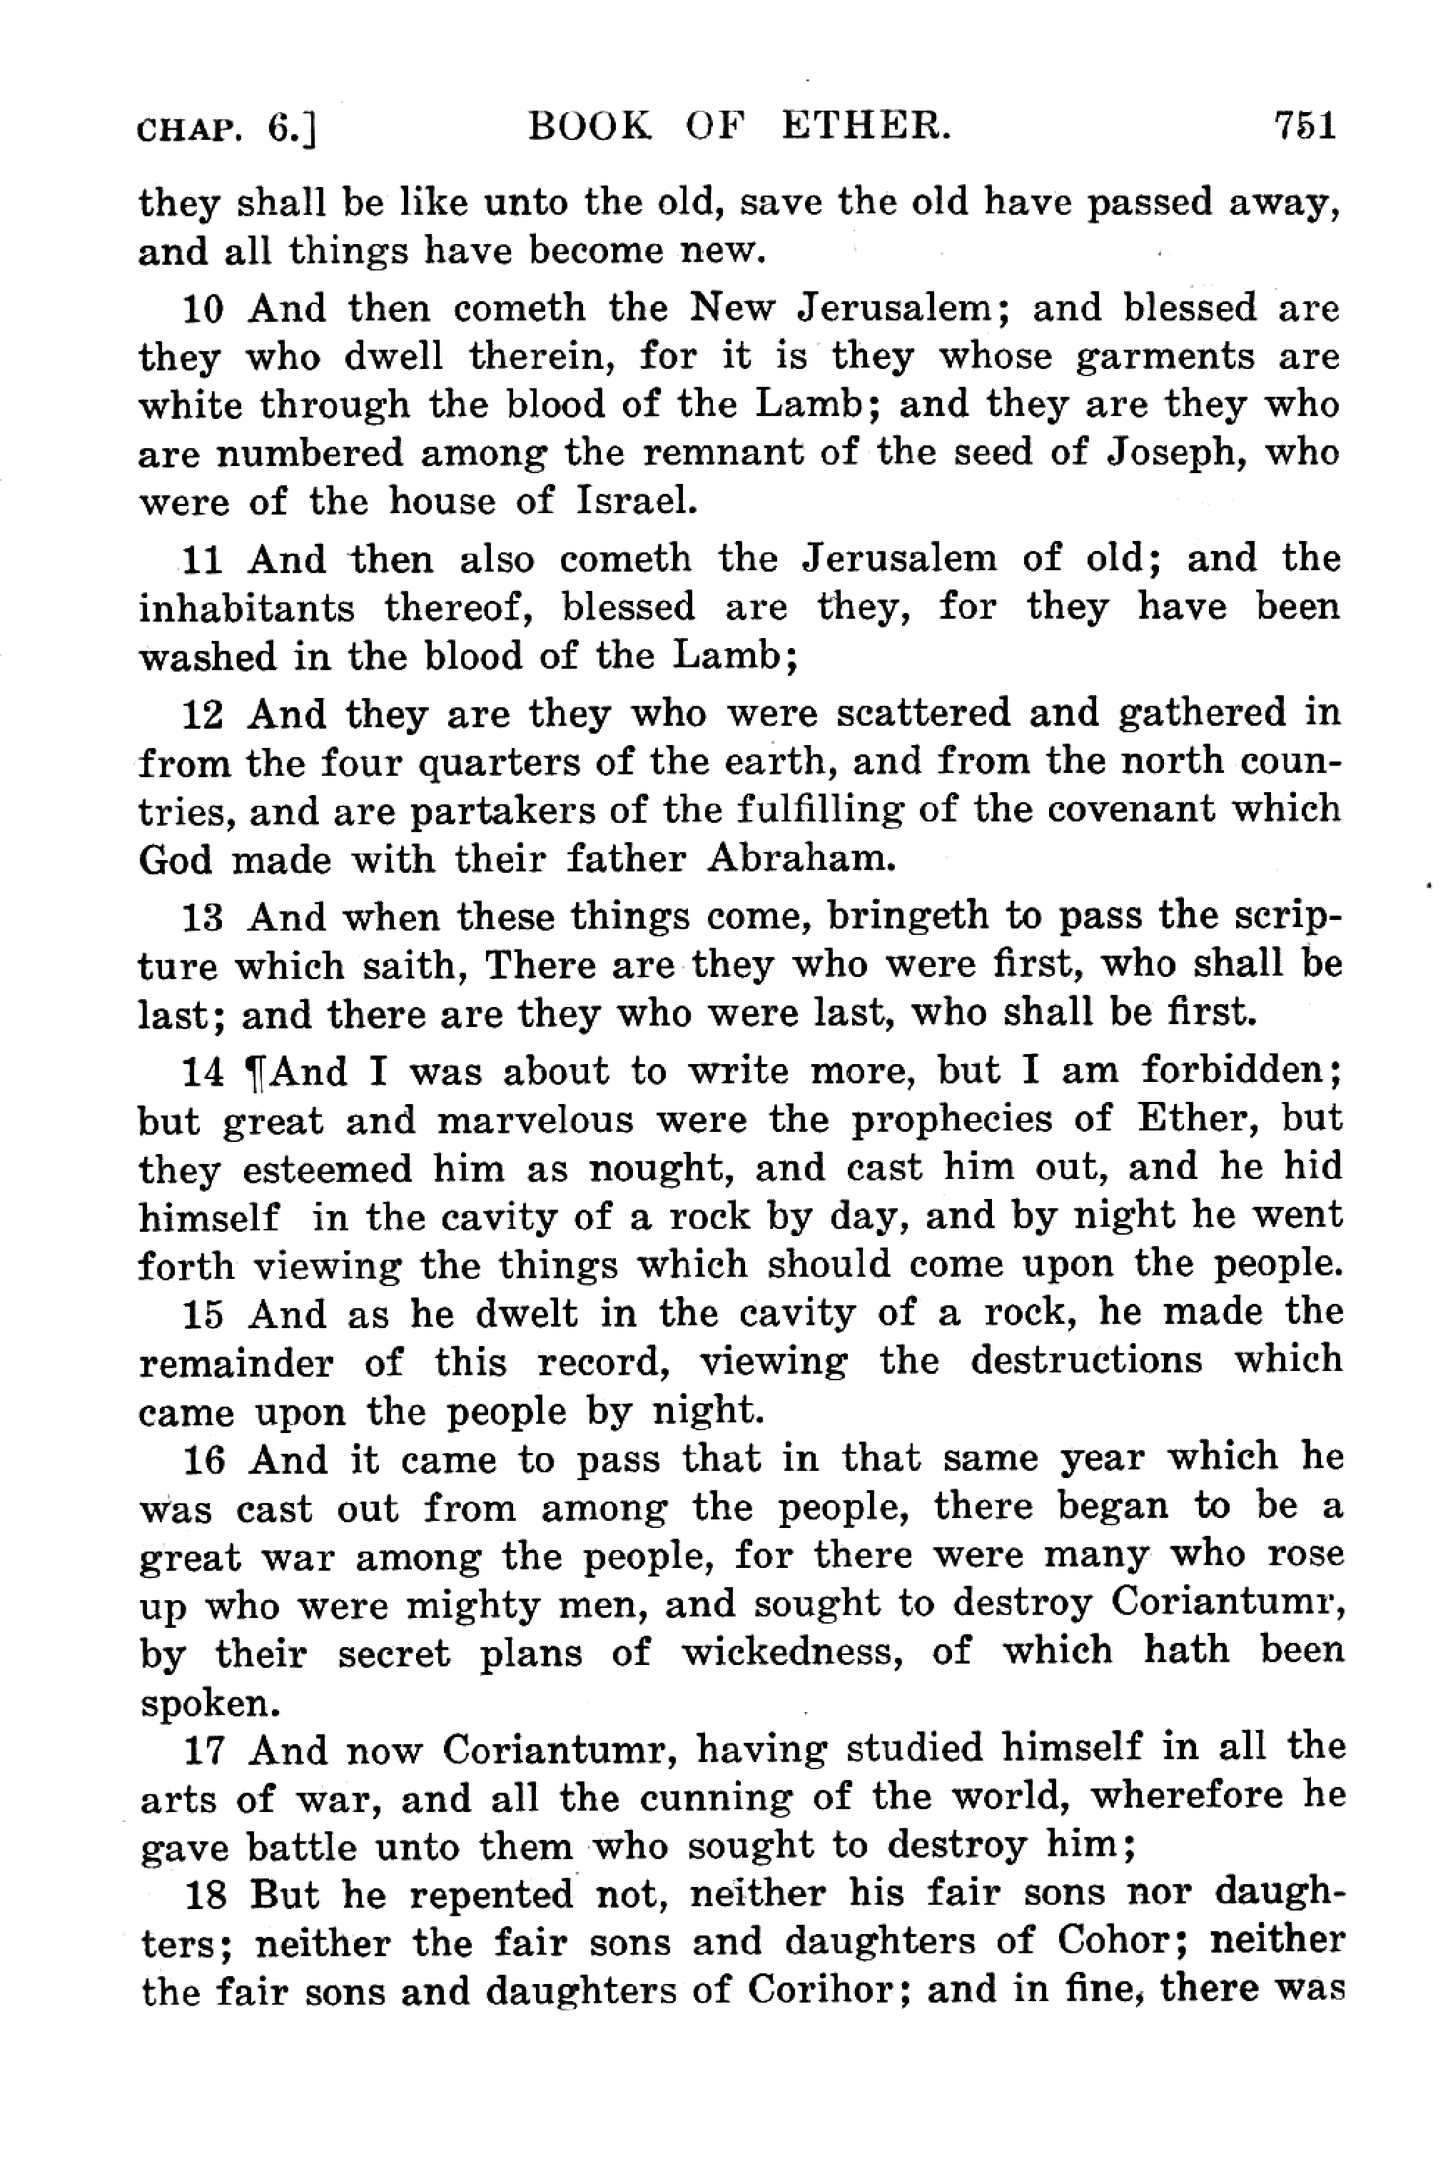 CHAP. 6.] BOOK OF ETHER. 751
they shall be like unto the old, save the old have passed away,
and all things have become new.
10 And then cometh the New Jerusalem; and blessed are
they who dwell therein, for it is they whose garments are
white through the blood of the Lamb; and they are they who
are numbered among the remnant of the seed of Joseph, who
were of the house of Israel.
11 And then also cometh the Jerusalem of old; and the
inhabitants thereof, blessed are they, for they have been
washed in the blood of the Lamb;
12 And they are they who were scattered and gathered in
from the four quarters of the earth, and from the north coun-
tries, and are partakers of the fulfilling of the covenant which
God made with their father Abraham.
13 And when these things come, bringeth to pass the scrip-
ture which saith, There are they who were first, who shall be
last; and there are they who were last, who shall be first.
14 ¶And I was about to write more, but I am forbidden;
but great and marvelous were the prophecies of Ether, but
they esteemed him as nought, and cast him out, and he hid
himself in the cavity of a rock by day, and by night he went
forth viewing the things which should come upon the people.
15 And as he dwelt in the cavity of a rock, he made the
remainder of this record, viewing the destructions which
came upon the people by night.
16 And it came to pass that in that same year which he
was cast out from among the people, there began to be a
great war among the people, for there were many who rose
up who were mighty men, and sought to destroy Coriantumr,
by their secret plans of wickedness, of which hath been
spoken.
17 And now Coriantumr, having studied himself in all the
arts of war, and all the cunning of the world, wherefore he
gave battle unto them who sought to destroy him;
18 But he repented not, neither his fair sons nor daugh-
ters; neither the fair sons and daughters of Cohor; neither
the fair sons and daughters of Corihor; and in fine, there was